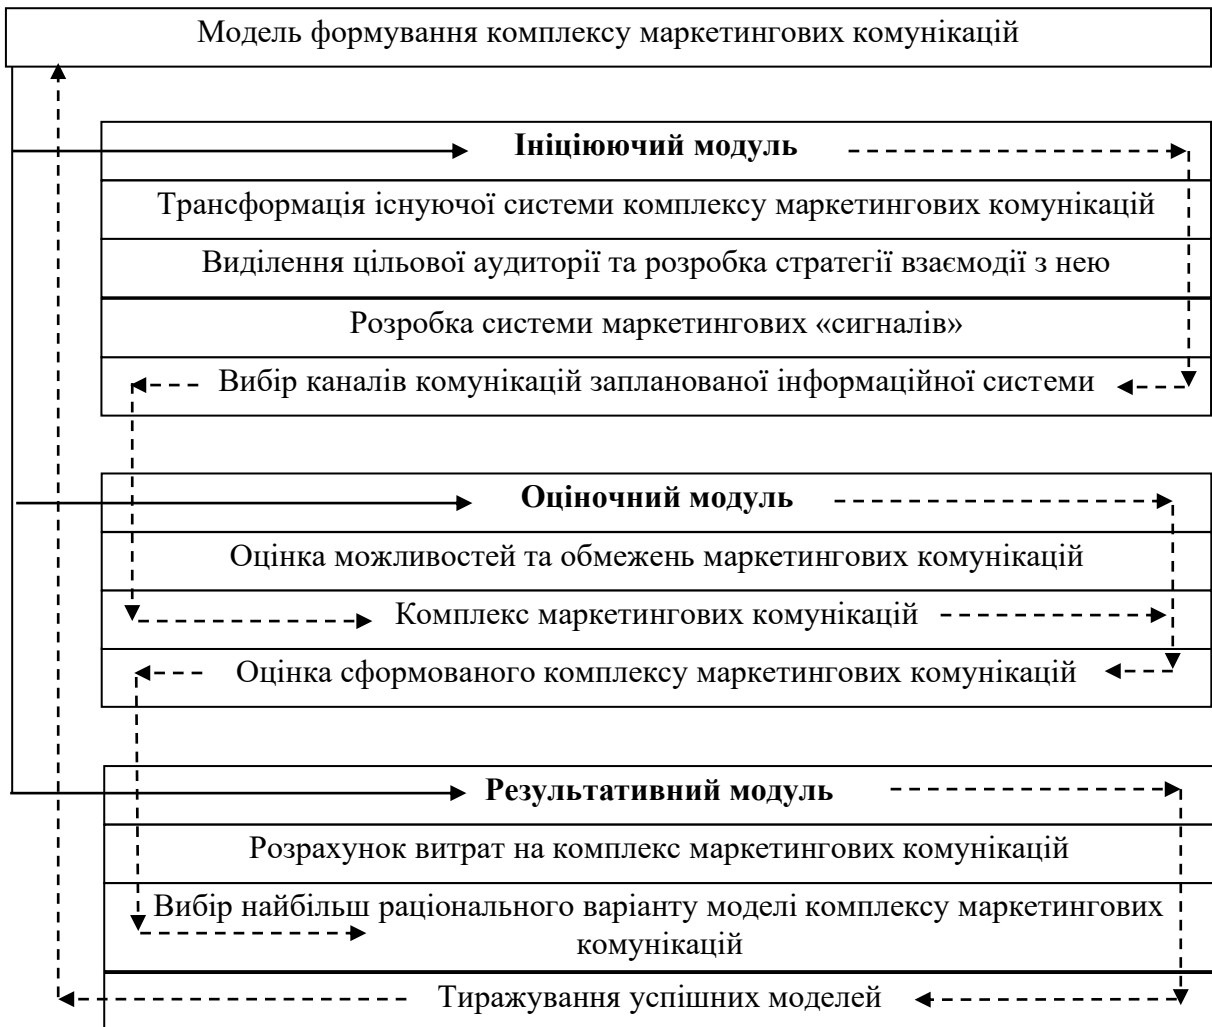 Модель формування комплексу маркетингових комунікацій
Ініціюючий модуль
Трансформація існуючої системи комплексу маркетингових комунікацій
Виділення цільової аудиторії та розробка стратегії взаємодії з нею
Розробка системи маркетингових «сигналів»
Вибір каналів комунікацій запланованої інформаційної системи
Оціночний модуль
Оцінка можливостей та обмежень маркетингових комунікацій
Комплекс маркетингових комунікацій
Оцінка сформованого комплексу маркетингових комунікацій
Результативний модуль
Розрахунок витрат на комплекс маркетингових комунікацій
Вибір найбільш раціонального варіанту моделі комплексу маркетингових
комунікацій
Тиражування успішних моделей